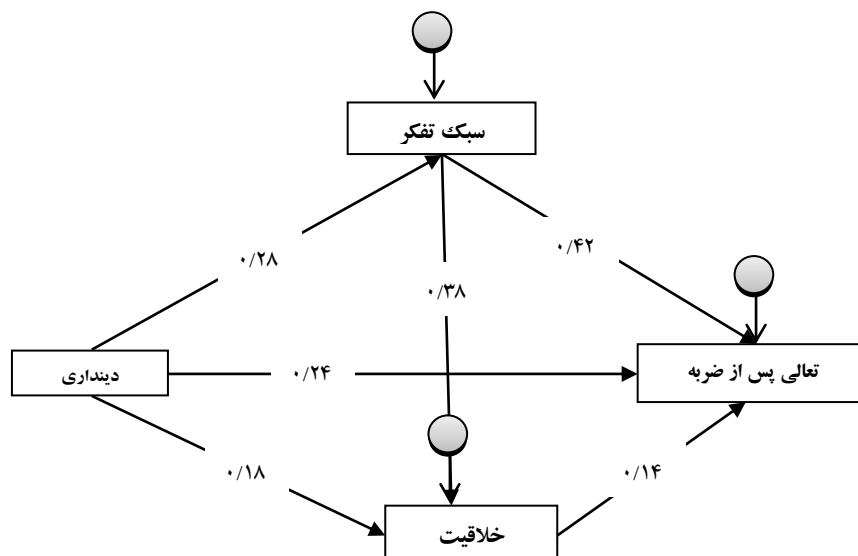 سبک تفکر
۰/۲۸
۰/۴۲
۰/۳۸
دینداری
۰/۲۴
تعالی پس از ضربه
۰/۱۸
۰/۱۴
خلاقیت